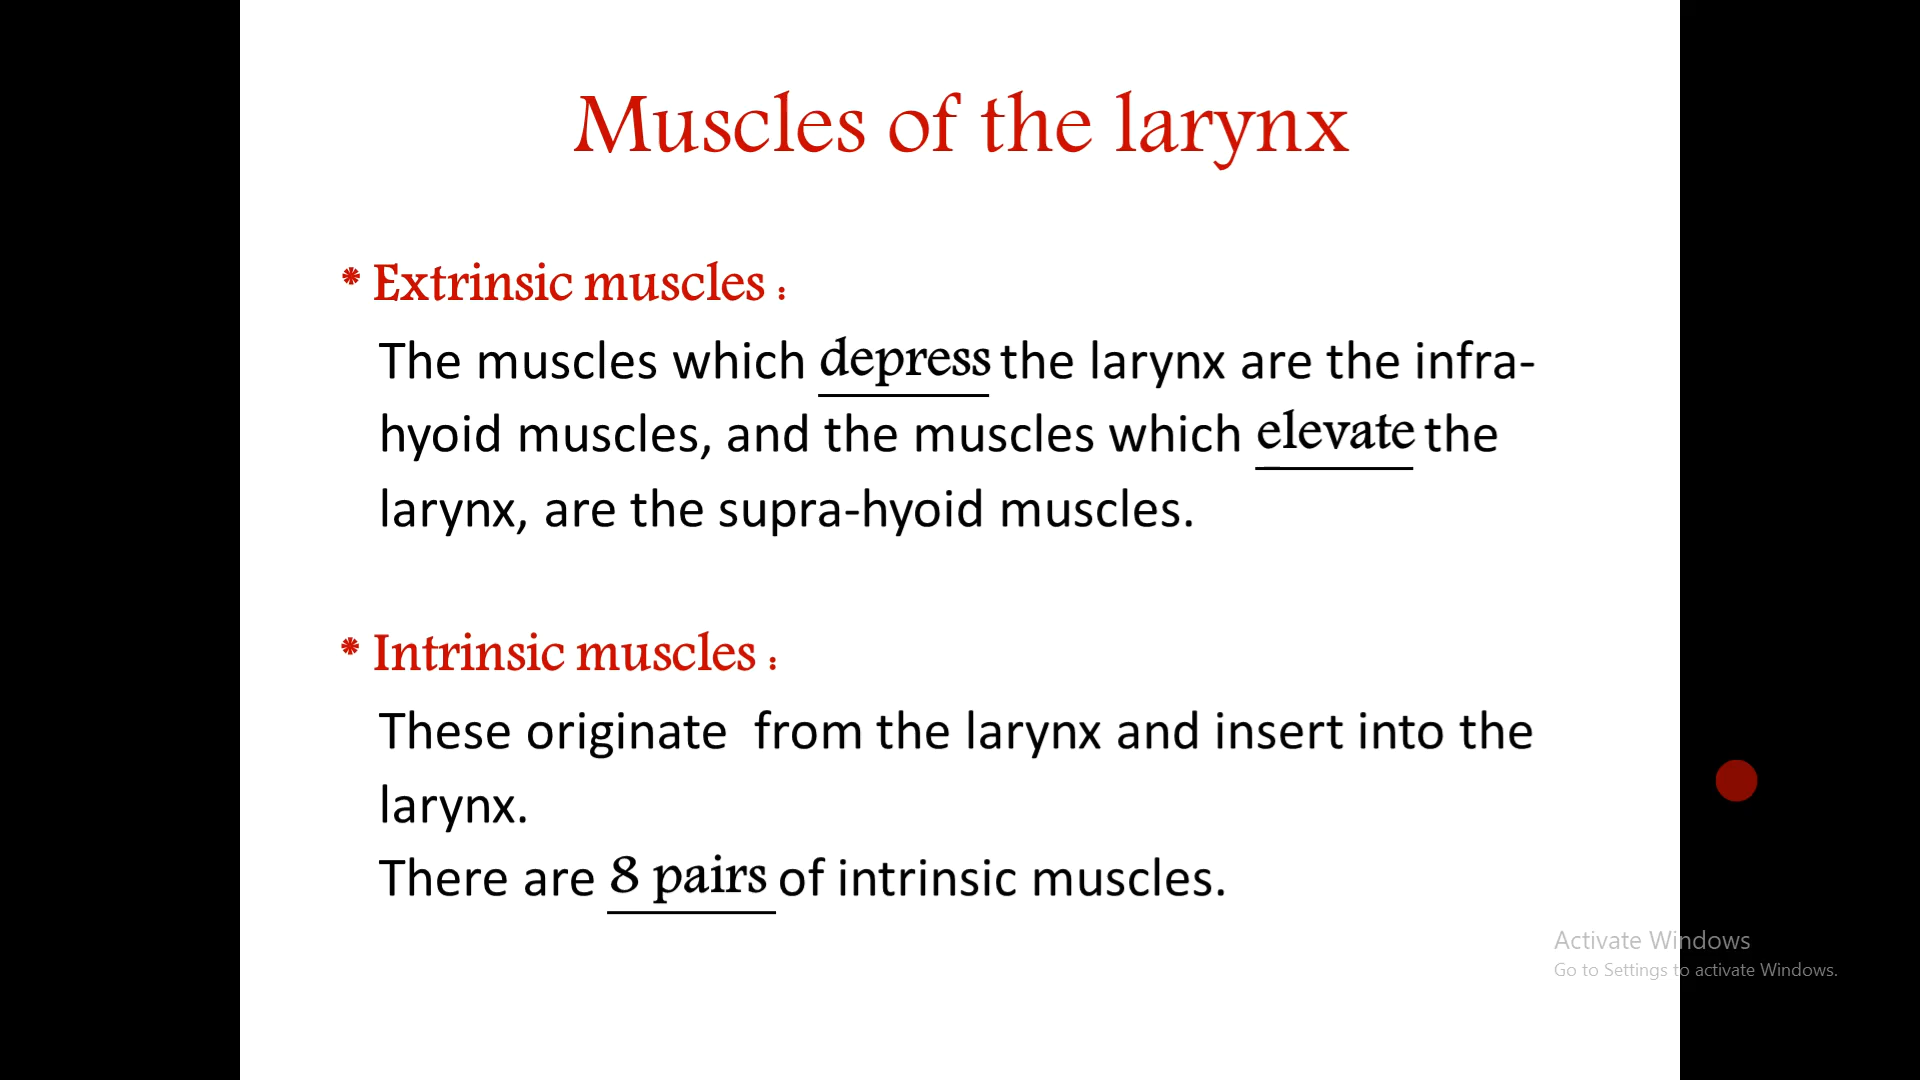 Muscles of the larynx
* Extrinsic muscles :
The muscles which depress the larynx are the infra-
hyoid muscles, and the muscles which elevate the
larynx, are the supra-hyoid muscles.
* Intrinsic muscles :
These originate  from the larynx and insert into the
larynx.
There are 8 pairs of intrinsic muscles.
Activate Windows
Go to Settings to activate Windows.